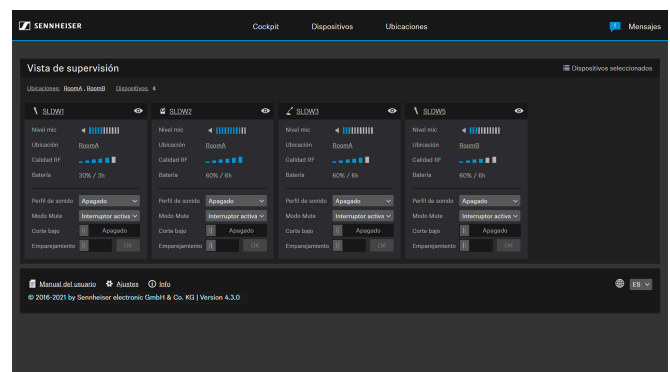 SENNHEISER Cockpit Dispositivos Ubicaciones Mensajes
Vista de supervisión Dispositivos seleccionados
Ubicaciones: RoomA , RoomB Dispositivos: 4
SLDW1 SLDW2 SLDW3 SLDW5
Nivel mic Nivel mic Nivel mic Nivel mic
Ubicación RoomA Ubicación RoomA Ubicación RoomA Ubicación RoomB
Calidad RF Calidad RF Calidad RF Calidad RF
Batería 30% / 3h Batería 60% / 6h Batería 60% / 6h Batería 60% / 6h
Perfil de sonido Apagado Perfil de sonido Apagado Perfil de sonido Apagado Perfil de sonido Apagado
Modo Mute Interruptor activa Modo Mute Interruptor activa Modo Mute Interruptor activa Modo Mute Interruptor activa
Corte bajo Apagado Corte bajo Apagado Corte bajo Apagado Corte bajo Apagado
Emparejamiento OK Emparejamiento OK Emparejamiento OK Emparejamiento OK
Manual del usuario Ajustes Info ES
© 2016-2021 by Sennheiser electronic GmbH & Co. KG | Version 4.3.0